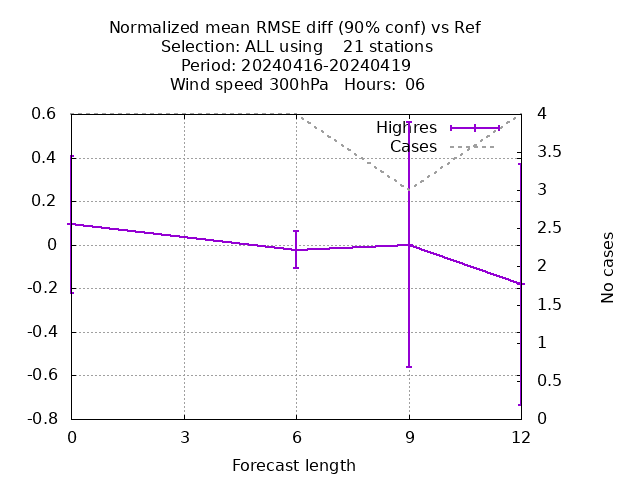 Normalized mean RMSE diff (90% conf) vs Ref
Selection: ALL using    21 stations
Period: 20240416-20240419
Wind speed 300hPa   Hours:  06
Highres
Cases
0.6
0.4
0.2
0
-0.2
-0.4
-0.6
-0.8
4
3.5
3
2.5
2
1.5
1
0.5
0
No cases
0 3 6 9 12
Forecast length